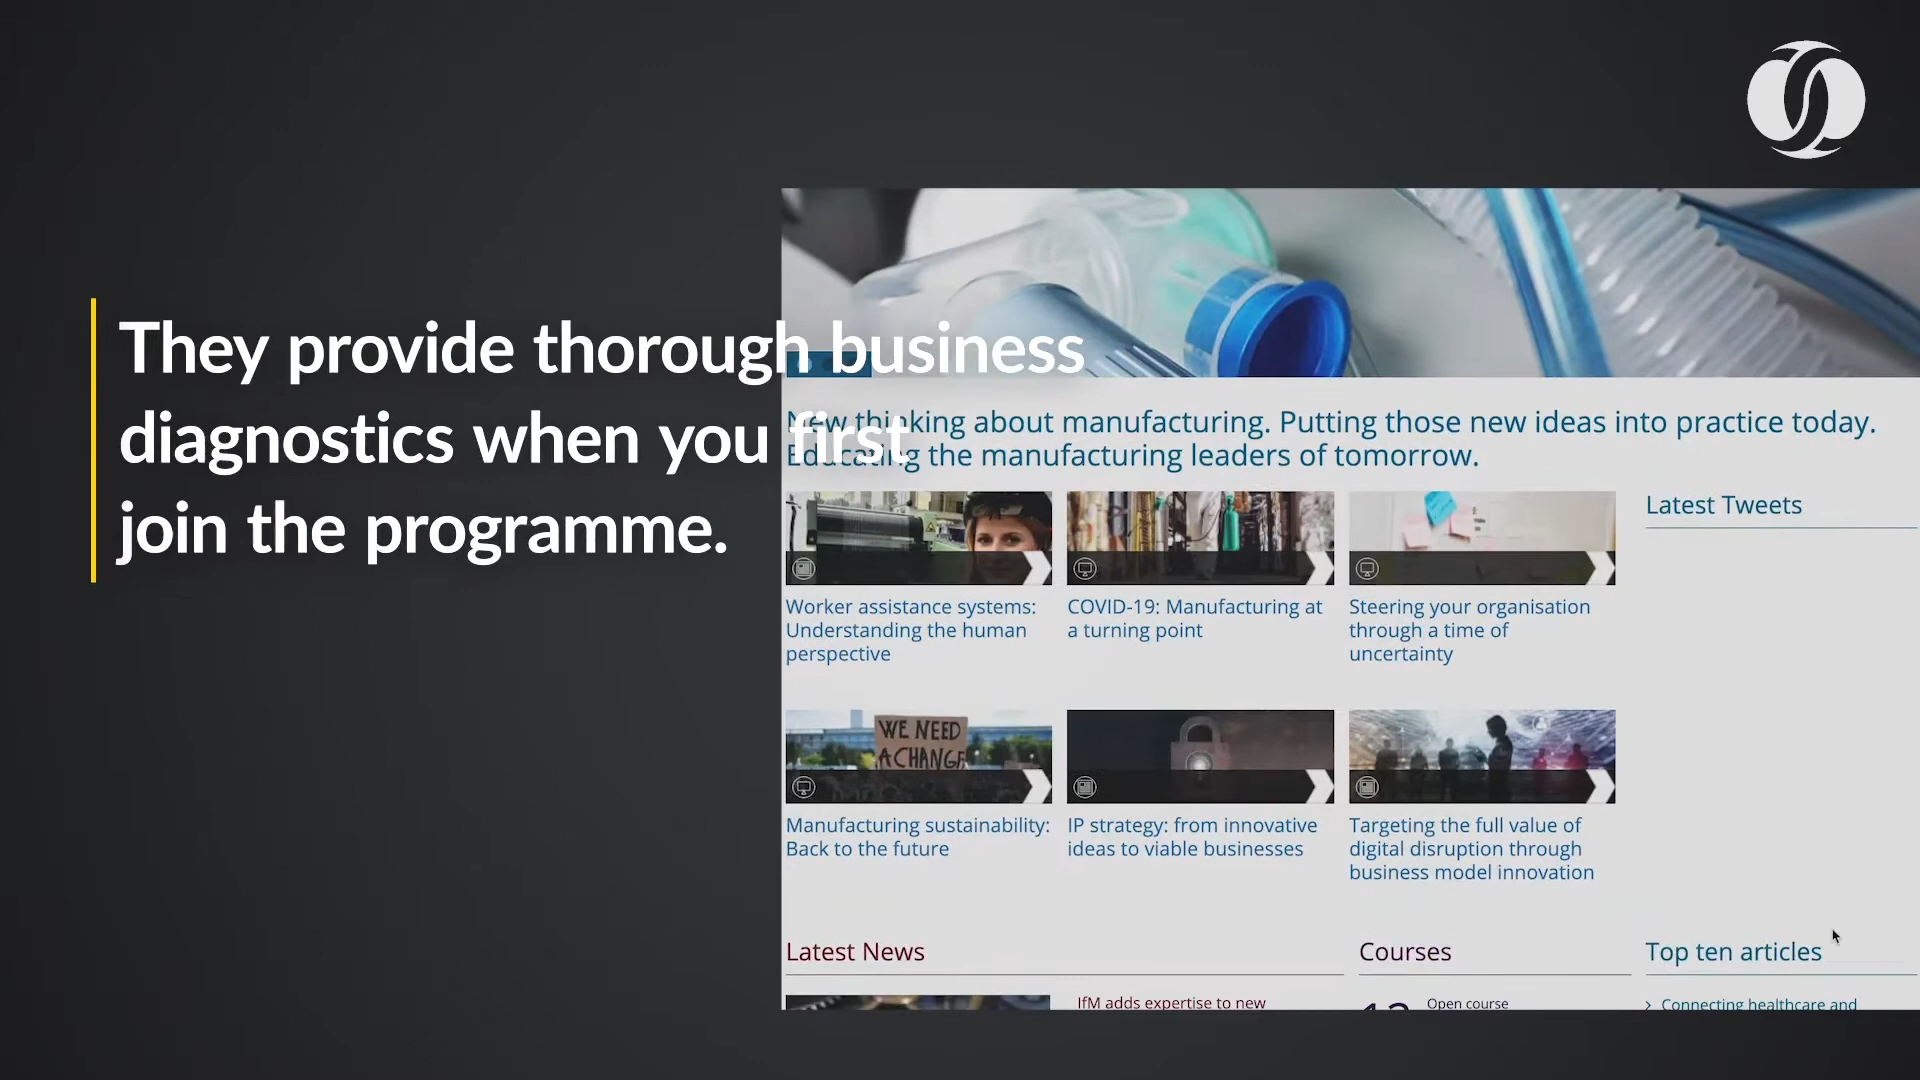 They provide thorough business
diagnostics when you first
join the programme.
New thinking about manufacturing. Putting those new ideas into practice today.
Educating the manufacturing leaders of tomorrow.
Latest Tweets
Worker assistance systems:
Understanding the human
perspective
COVID-19: Manufacturing at
a turning point
Steering your organisation
through a time of
uncertainty
WE NEED
A CHANGE
Manufacturing sustainability:
Back to the future
IP strategy: from innovative
ideas to viable businesses
Targeting the full value of
digital disruption through
business model innovation
Latest News
Courses
Top ten articles
IfM adds expertise to new
Open course
Connecting healthcare and